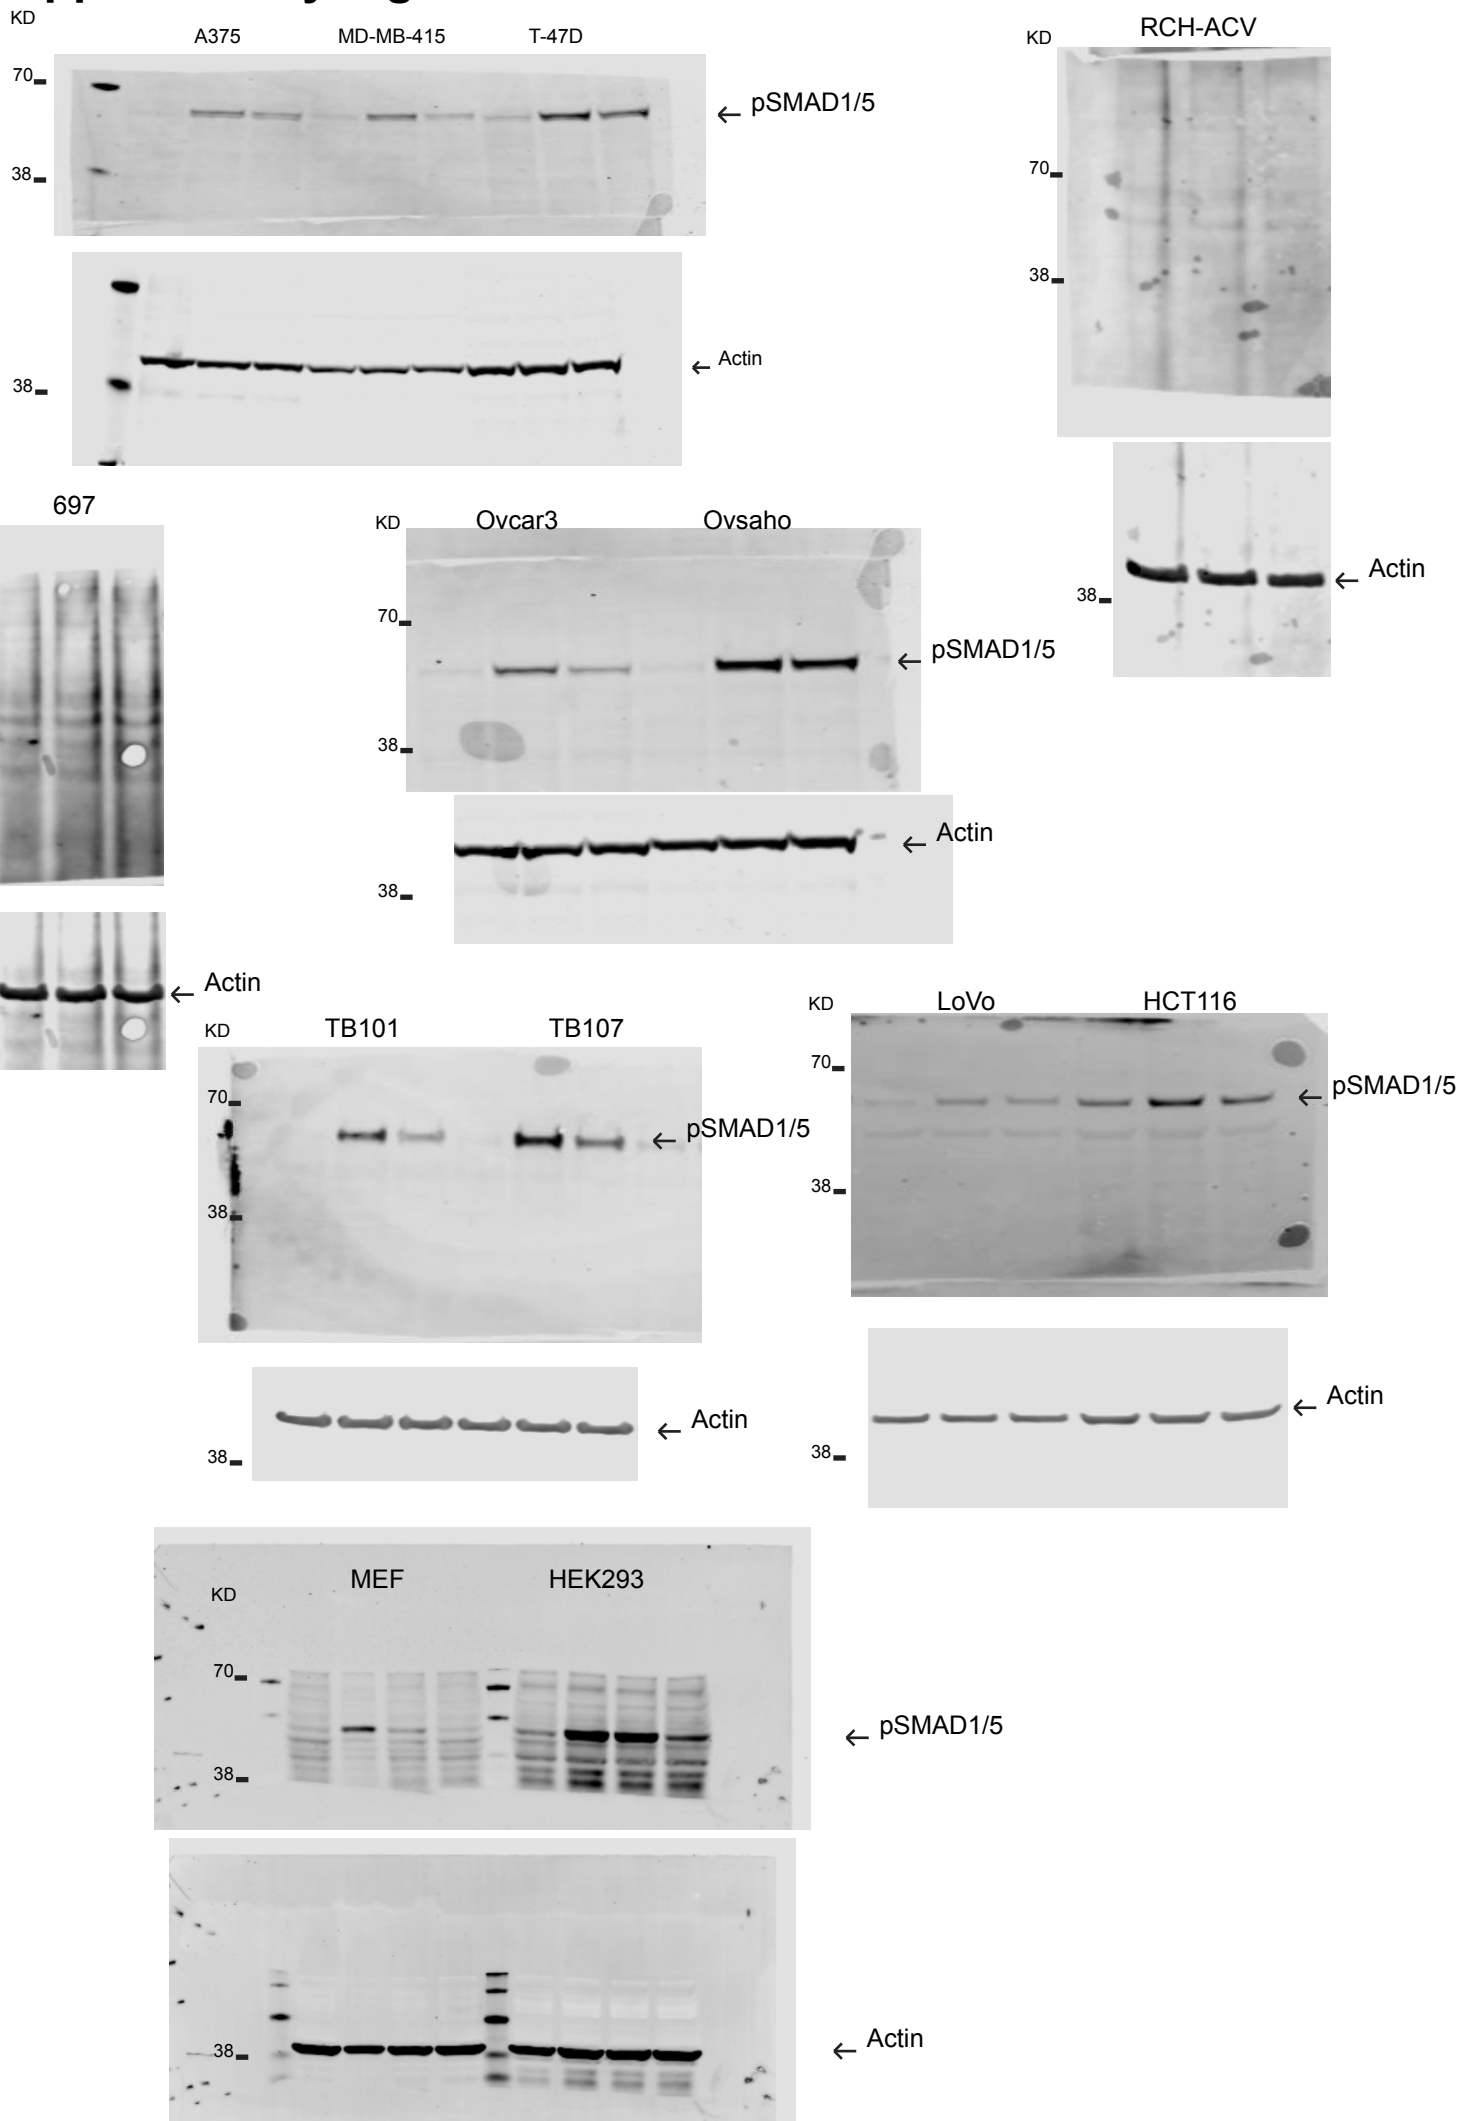 KD
A375 MD-MB-415 T-47D
70
pSMAD1/5
38
Actin
38
KD
RCH-ACV
70
38
Actin
38
697
Actin
KD
Ovcar3 Ovsaho
70
pSMAD1/5
38
Actin
38
KD
TB101 TB107
70
pSMAD1/5
38
Actin
38
KD
LoVo HCT116
70
pSMAD1/5
38
Actin
38
MEF HEK293
KD
70
pSMAD1/5
38
Actin
38